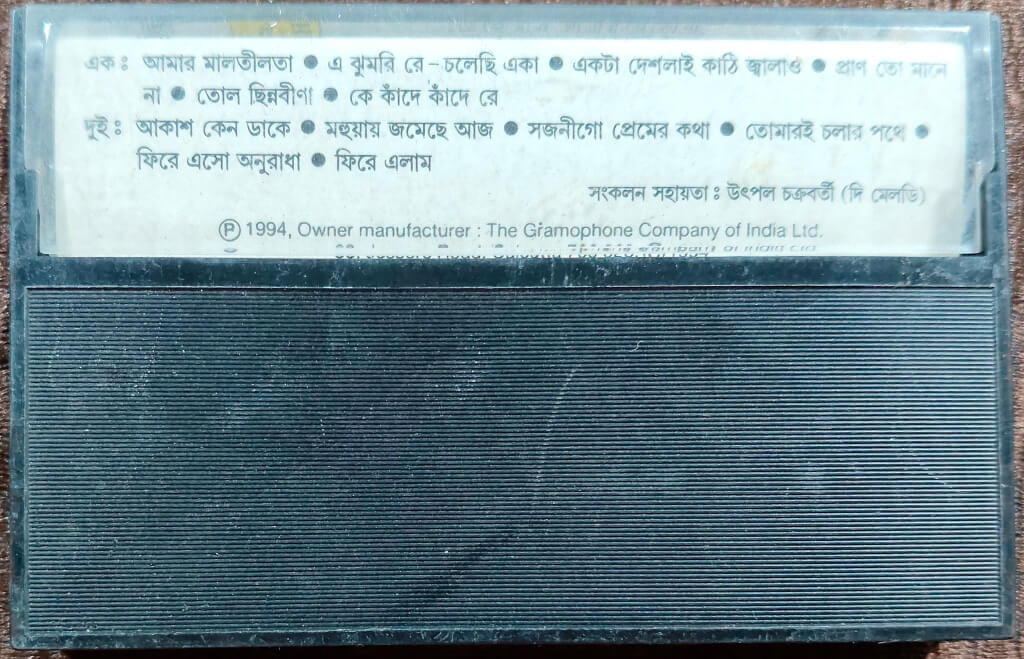 এক : আমার মালতীলতা ● এ ঝুমরি রে - চলেছি একা ● একটা দেশলাই কাঠি জ্বালাও ● প্রাণ তো মানে
না ● তোল ছিন্নবীণা ● কে কাঁদে কাঁদে রে
দুই : আকাশ কেন ডাকে ● মহুয়ায় জমেছে আজ ● সজনীগো প্রেমের কথা ● তোমারই চলার পথে ●
ফিরে এসো অনুরাধা ● ফিরে এলাম
সংকলন সহায়তা : উৎপল চক্রবর্তী (দি মেলডি)
Ⓟ 1994, Owner manufacturer : The Gramophone Company of India Ltd.